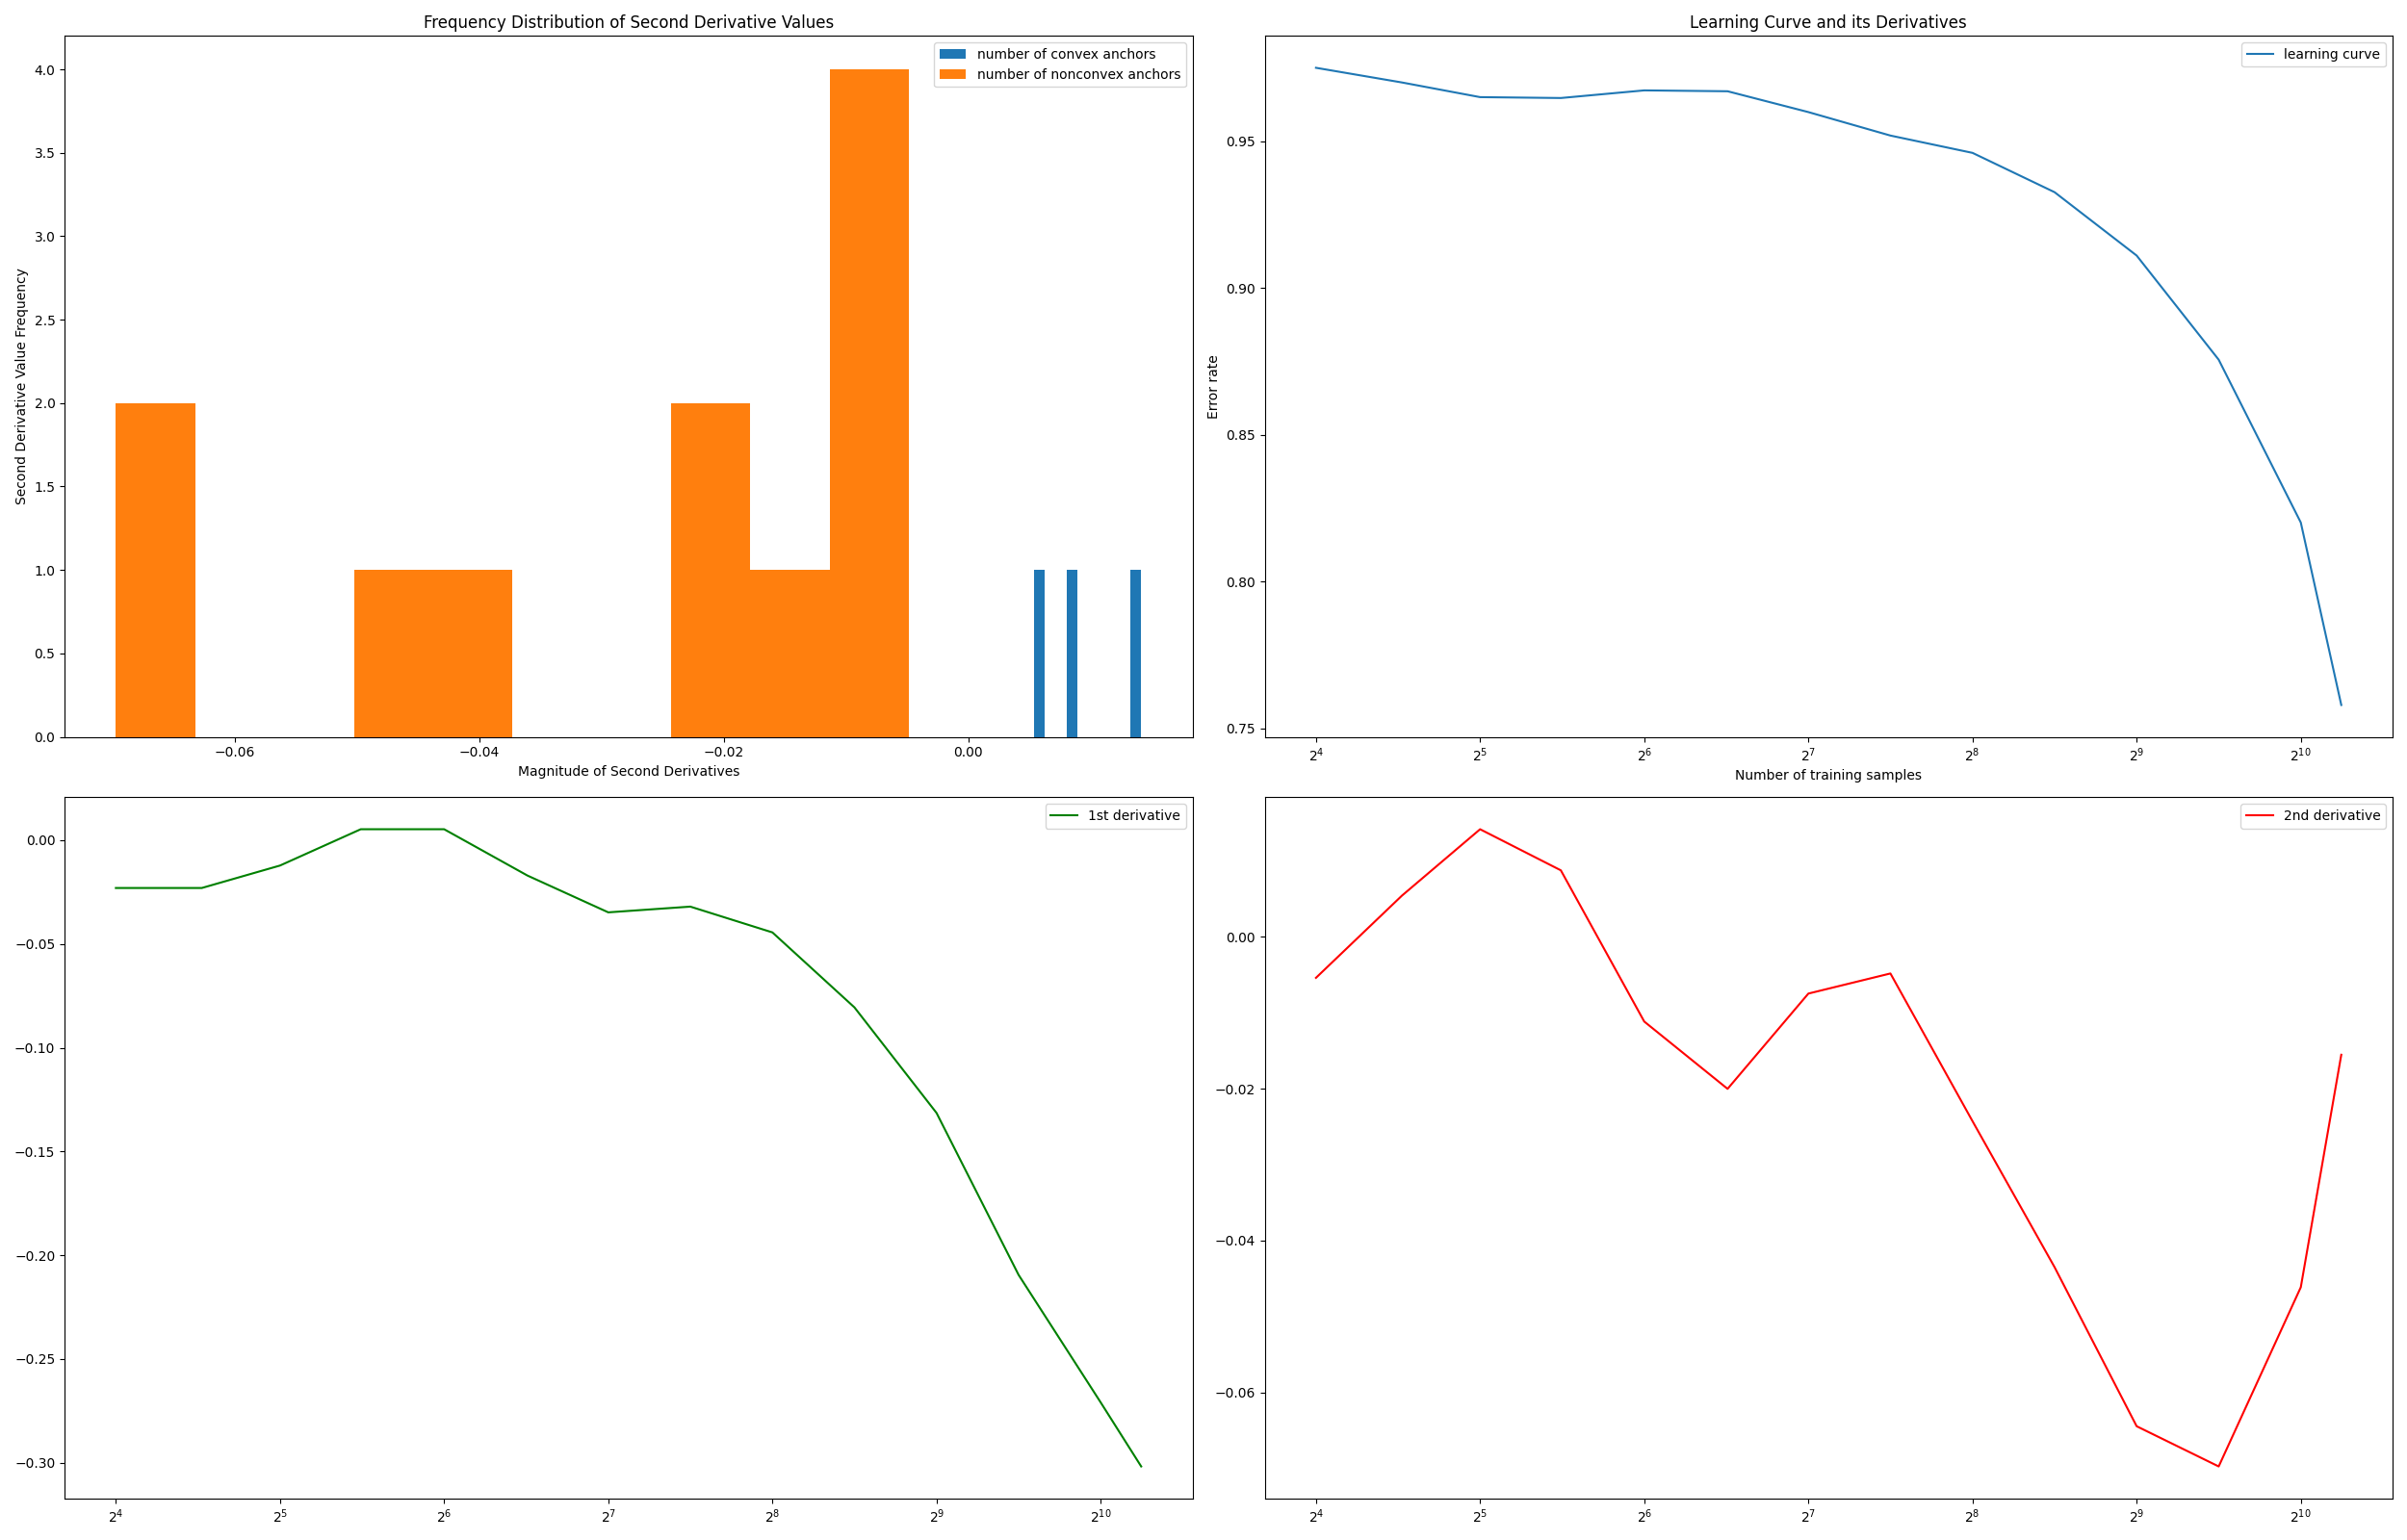 Frequency Distribution of Second Derivative Values
number of convex anchors
number of nonconvex anchors
Second Derivative Value Frequency
4.0
3.5
3.0
2.5
2.0
1.5
1.0
0.5
0.0
−0.06 −0.04 −0.02 0.00
Magnitude of Second Derivatives
Learning Curve and its Derivatives
learning curve
Error rate
0.95
0.90
0.85
0.80
0.75
2⁴ 2⁵ 2⁶ 2⁷ 2⁸ 2⁹ 2¹⁰
Number of training samples
1st derivative
0.00
−0.05
−0.10
−0.15
−0.20
−0.25
−0.30
2⁴ 2⁵ 2⁶ 2⁷ 2⁸ 2⁹ 2¹⁰
2nd derivative
0.00
−0.02
−0.04
−0.06
2⁴ 2⁵ 2⁶ 2⁷ 2⁸ 2⁹ 2¹⁰